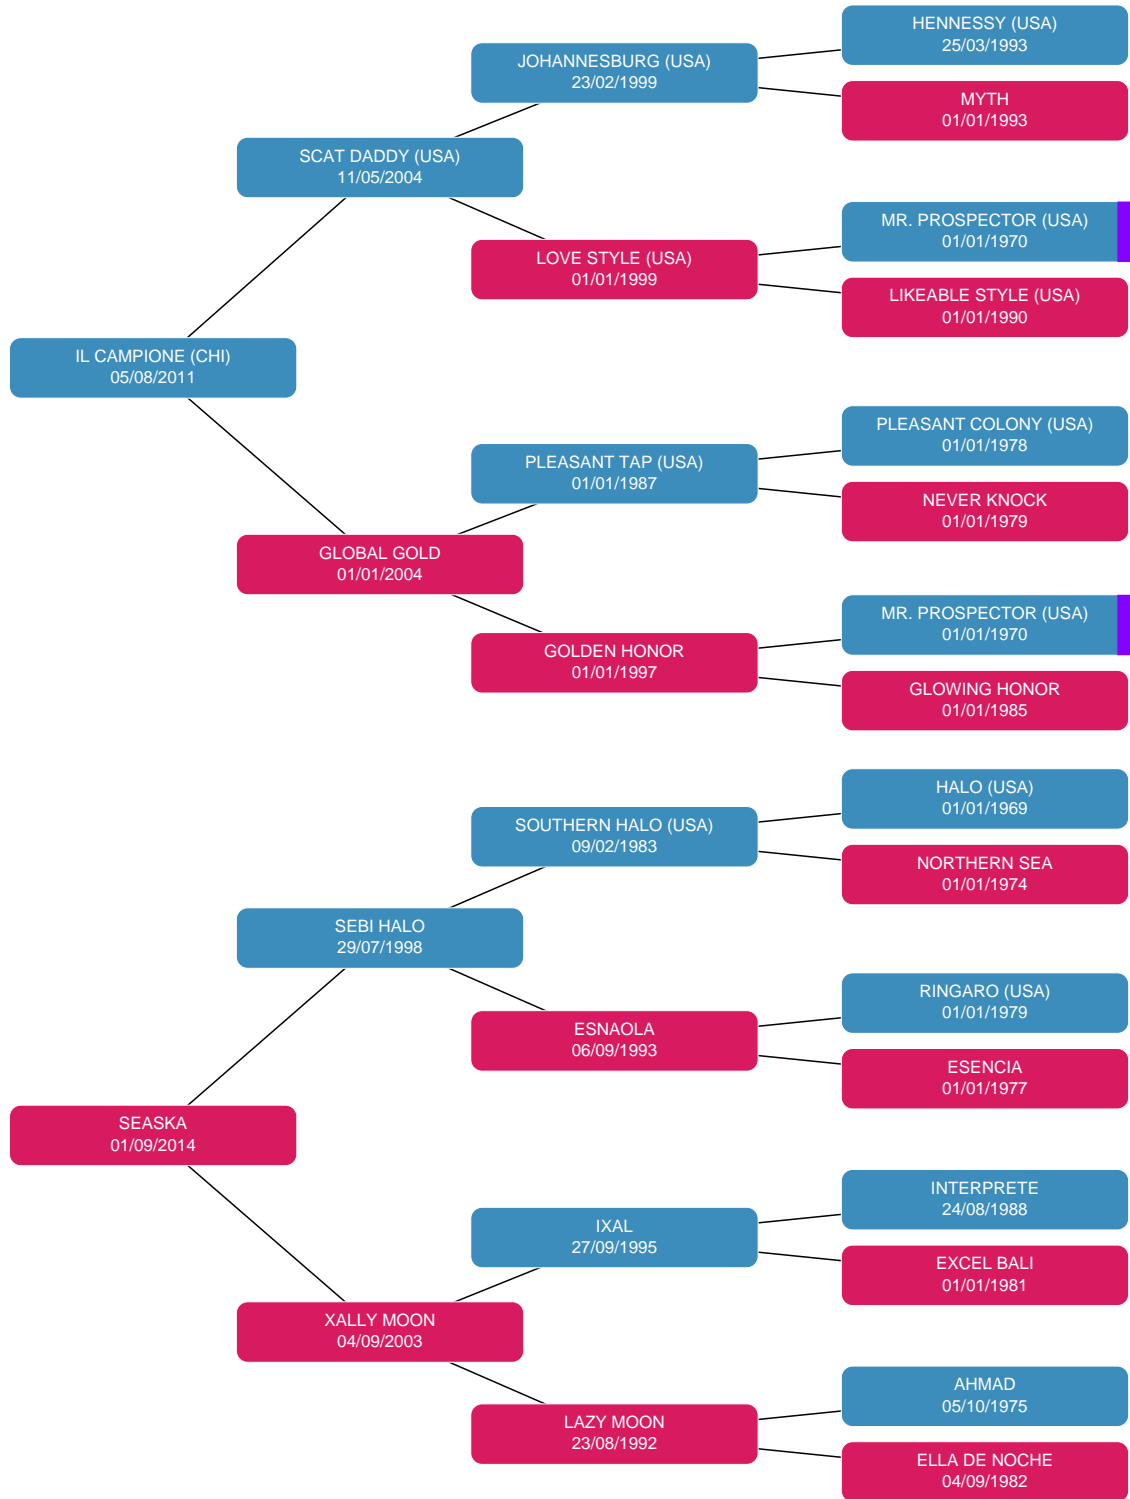 HENNESSY (USA)
25/03/1993
JOHANNESBURG (USA)
23/02/1999
MYTH
01/01/1993
SCAT DADDY (USA)
11/05/2004
MR. PROSPECTOR (USA)
01/01/1970
LOVE STYLE (USA)
01/01/1999
LIKEABLE STYLE (USA)
01/01/1990
IL CAMPIONE (CHI)
05/08/2011
PLEASANT COLONY (USA)
01/01/1978
PLEASANT TAP (USA)
01/01/1987
NEVER KNOCK
01/01/1979
GLOBAL GOLD
01/01/2004
MR. PROSPECTOR (USA)
01/01/1970
GOLDEN HONOR
01/01/1997
GLOWING HONOR
01/01/1985
HALO (USA)
01/01/1969
SOUTHERN HALO (USA)
09/02/1983
NORTHERN SEA
01/01/1974
SEBI HALO
29/07/1998
RINGARO (USA)
01/01/1979
ESNAOLA
06/09/1993
ESENCIA
01/01/1977
SEASKA
01/09/2014
INTERPRETE
24/08/1988
IXAL
27/09/1995
EXCEL BALI
01/01/1981
XALLY MOON
04/09/2003
AHMAD
05/10/1975
LAZY MOON
23/08/1992
ELLA DE NOCHE
04/09/1982